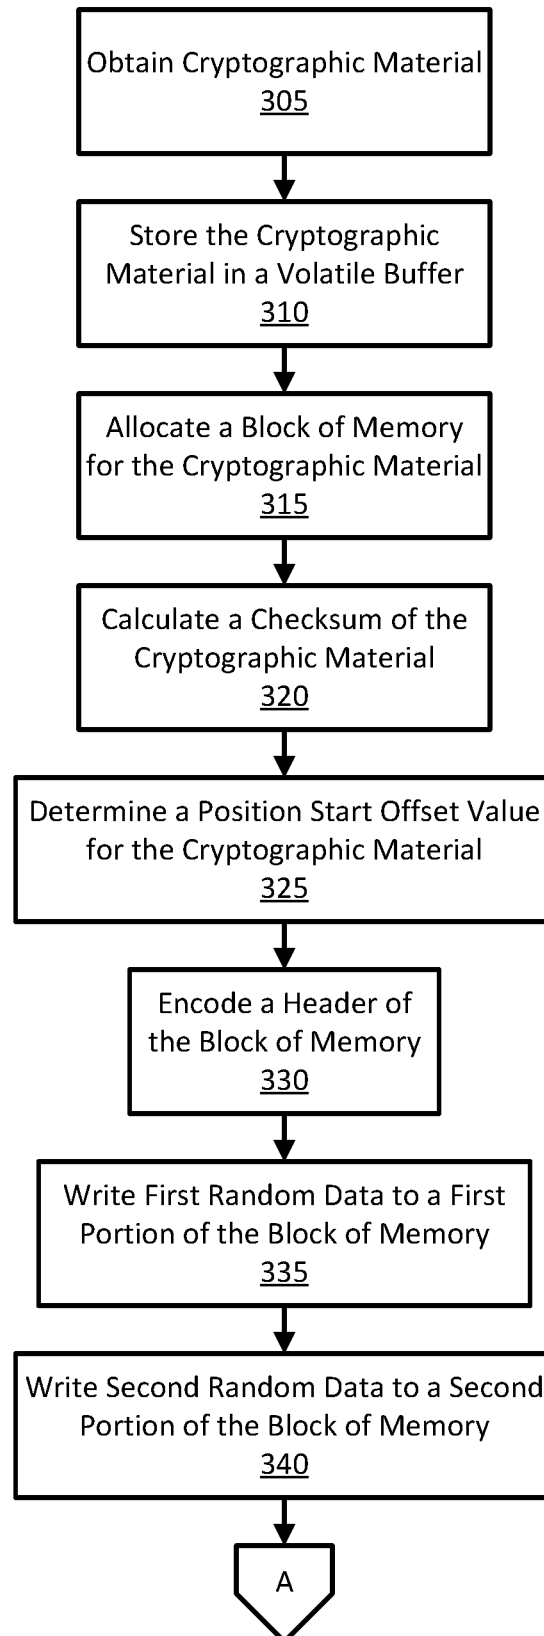 Obtain Cryptographic Material
305
Store the Cryptographic
Material in a Volatile Buffer
310
Allocate a Block of Memory
for the Cryptographic Material
315
Calculate a Checksum of the
Cryptographic Material
320
Determine a Position Start Offset Value
for the Cryptographic Material
325
Encode a Header of
the Block of Memory
330
Write First Random Data to a First
Portion of the Block of Memory
335
Write Second Random Data to a Second
Portion of the Block of Memory
340
A